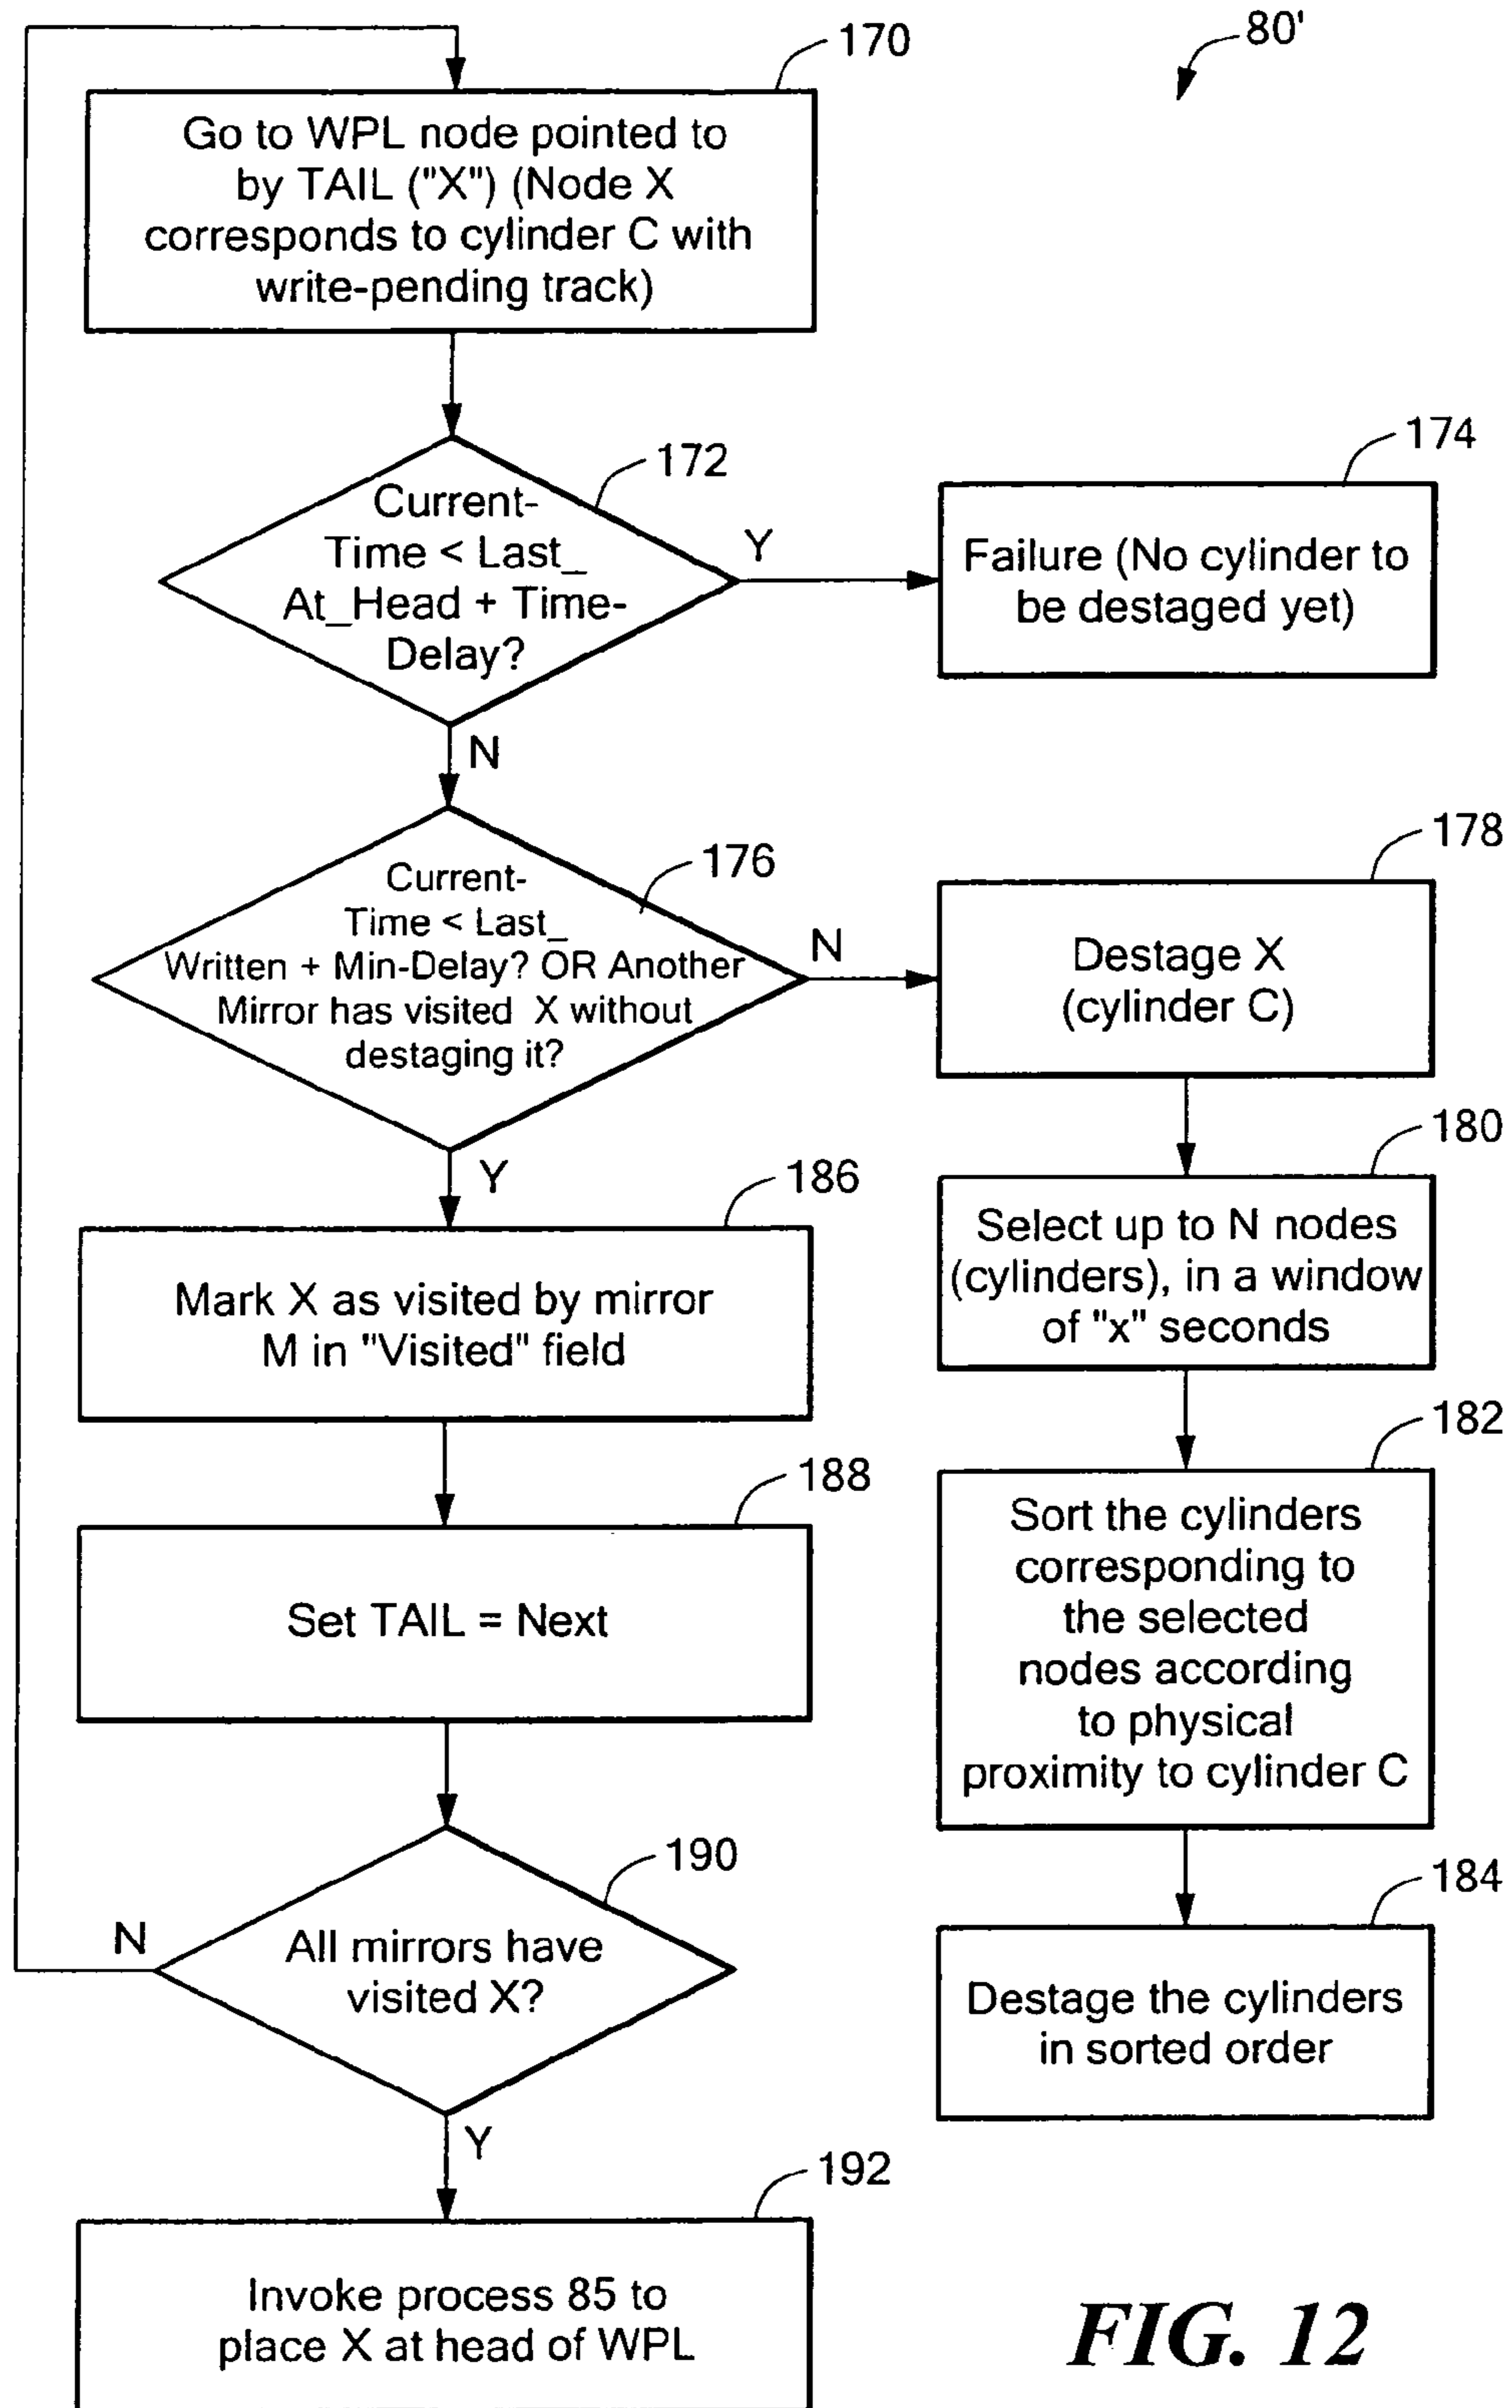 80'
170
Go to WPL node pointed to
by TAIL ("X") (Node X
corresponds to cylinder C with
write-pending track)
172
Current-
Time < Last_
At_Head + Time-
Delay?
Y
N
174
Failure (No cylinder to
be destaged yet)
176
Current-
Time < Last_
Written + Min-Delay? OR Another
Mirror has visited X without
destaging it?
N
Y
178
Destage X
(cylinder C)
180
Select up to N nodes
(cylinders), in a window
of "x" seconds
182
Sort the cylinders
corresponding to
the selected
nodes according
to physical
proximity to cylinder C
184
Destage the cylinders
in sorted order
186
Mark X as visited by mirror
M in "Visited" field
188
Set TAIL = Next
190
All mirrors have
visited X?
N
Y
192
Invoke process 85 to
place X at head of WPL
FIG. 12